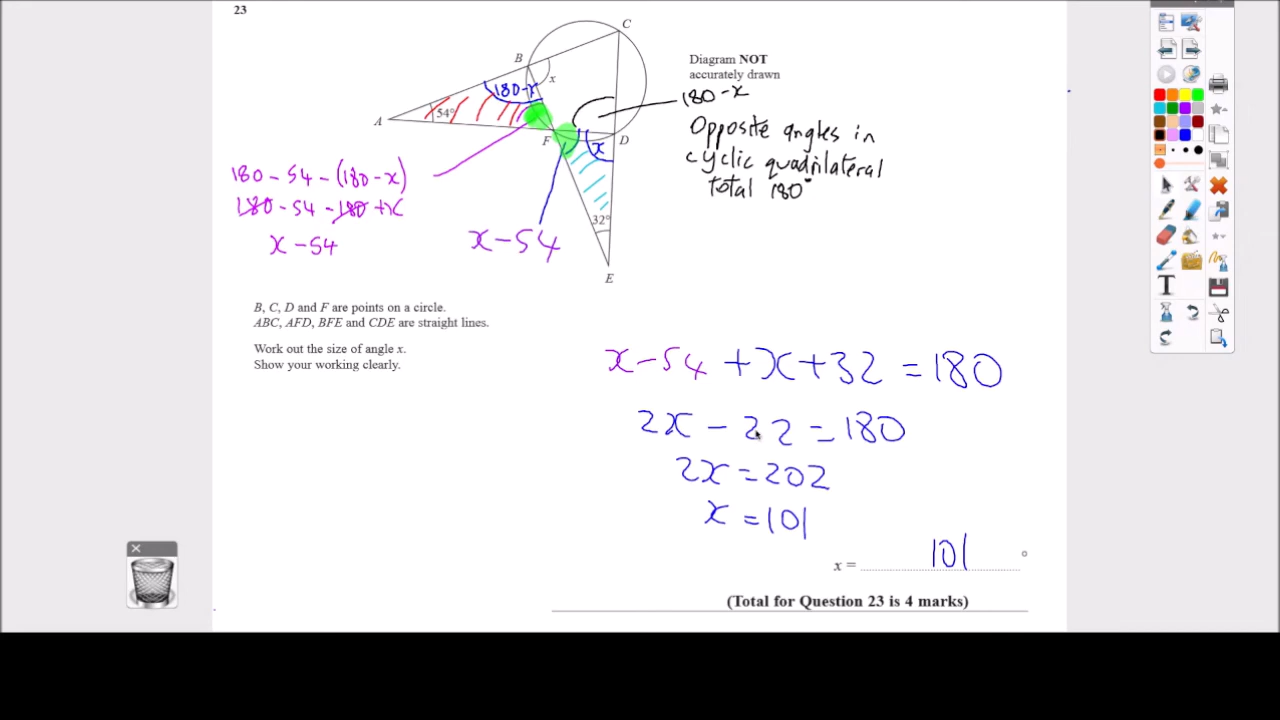 23
C
B
x
180-x
54°
A
F
D
x
32°
E
Diagram NOT
accurately drawn
180-x
Opposite angles in
cyclic quadrilateral
total 180°
180 - 54 - (180 - x)
180 - 54 - 180 + x
x - 54
x - 54
B, C, D and F are points on a circle.
ABC, AFD, BFE and CDE are straight lines.
Work out the size of angle x.
Show your working clearly.
x - 54 + x + 32 = 180
2x - 22 = 180
2x = 202
x = 101
x = 101 °
(Total for Question 23 is 4 marks)
T